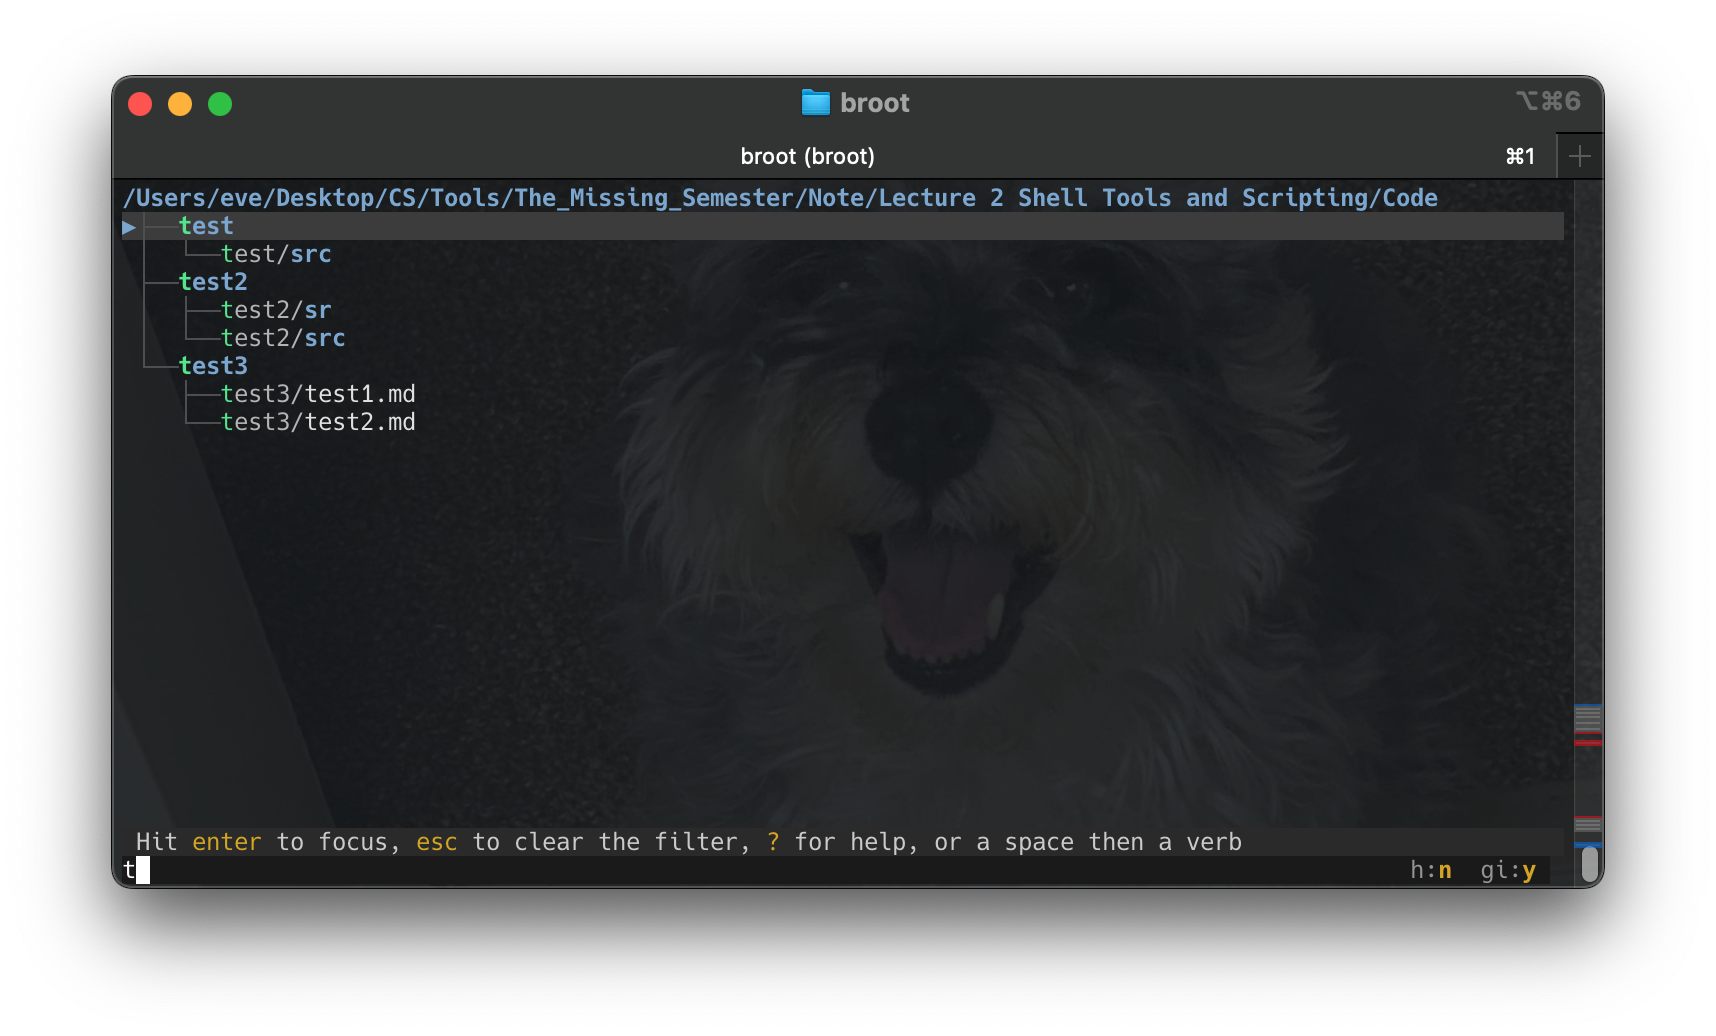 broot
⌥⌘6
broot (broot)
⌘1
/Users/eve/Desktop/CS/Tools/The_Missing_Semester/Note/Lecture 2 Shell Tools and Scripting/Code
test
test/src
test2
test2/sr
test2/src
test3
test3/test1.md
test3/test2.md
Hit enter to focus, esc to clear the filter, ? for help, or a space then a verb
t
h:n gi:y